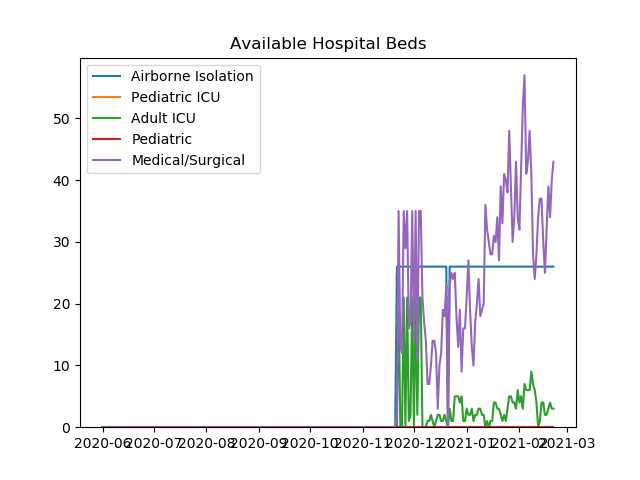 Available Hospital Beds
Airborne Isolation
Pediatric ICU
Adult ICU
Pediatric
Medical/Surgical
50
40
30
20
10
0
2020-06 2020-07 2020-08 2020-09 2020-10 2020-11 2020-12 2021-01 2021-02 2021-03